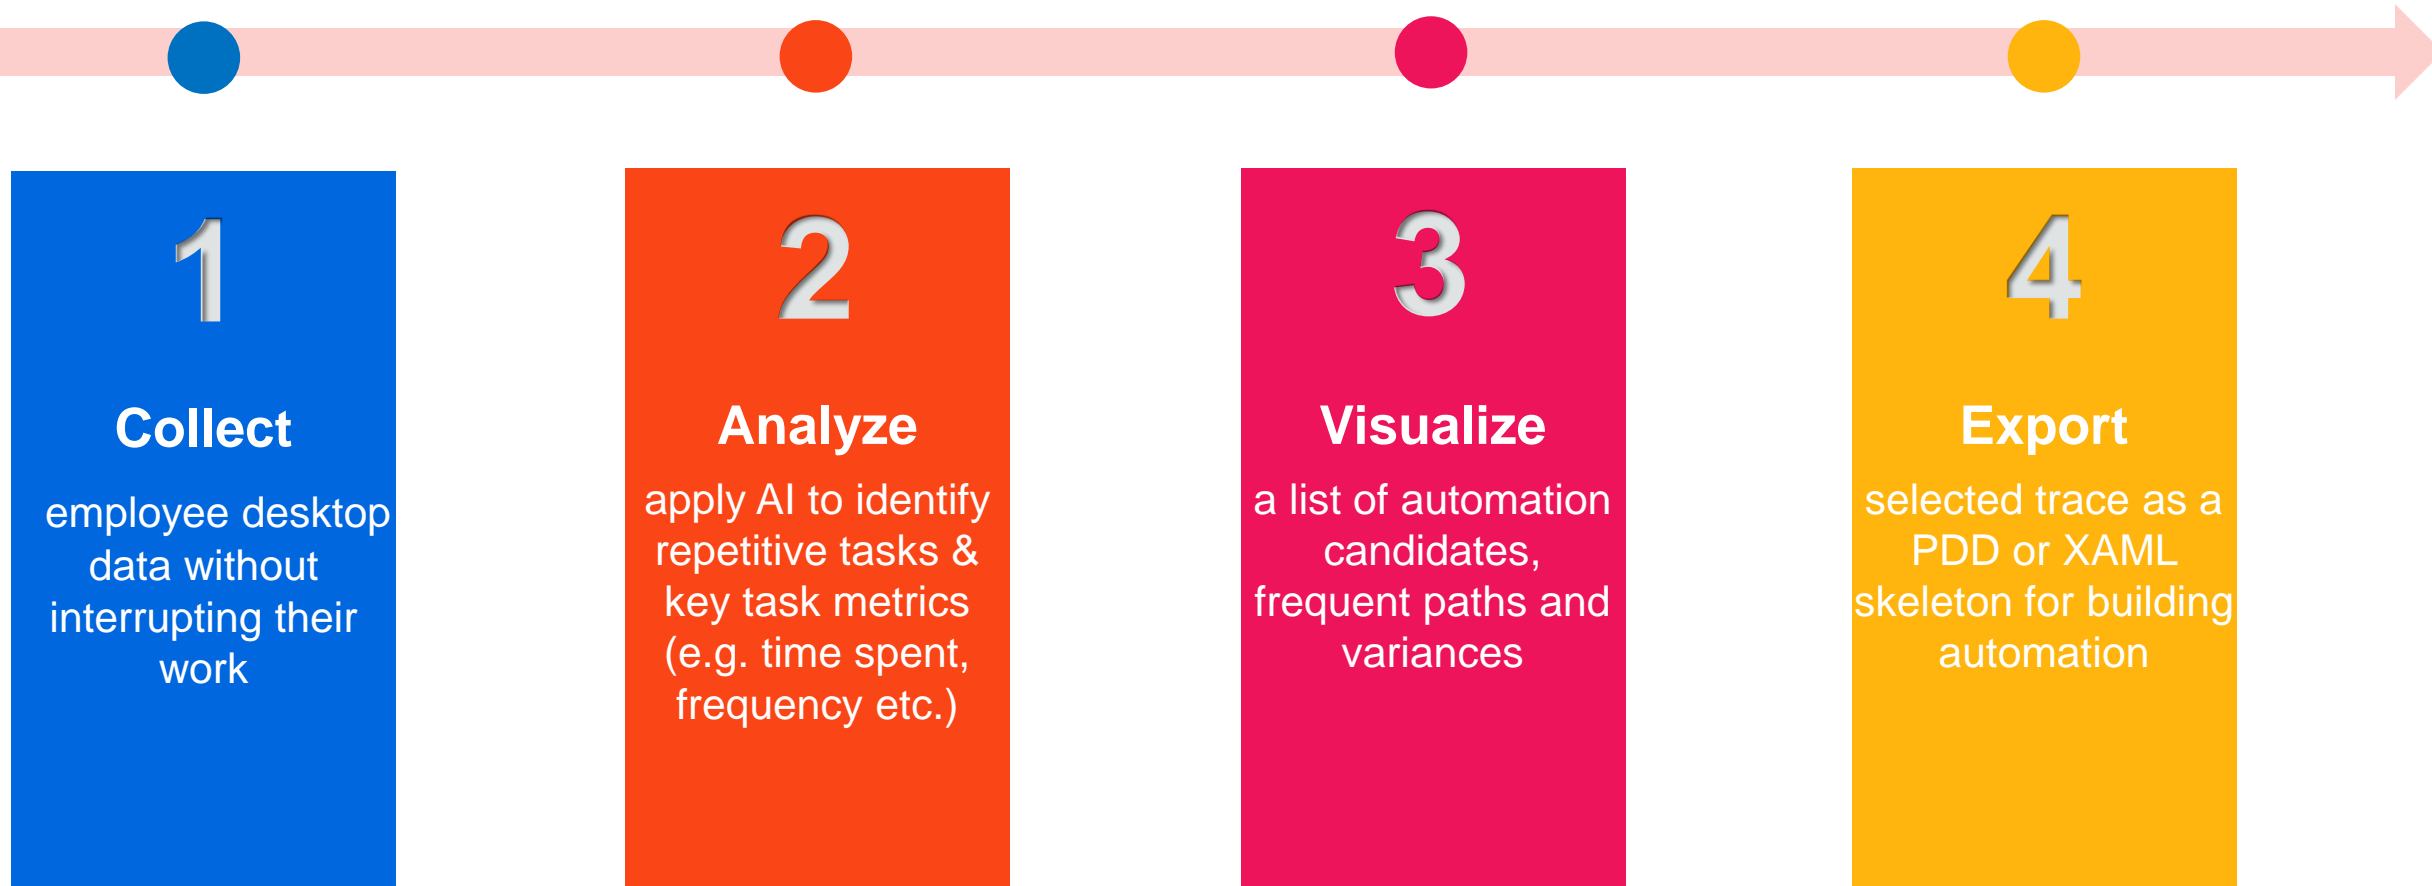 1
Collect
employee desktop
data without
interrupting their
work
2
Analyze
apply AI to identify
repetitive tasks &
key task metrics
(e.g. time spent,
frequency etc.)
3
Visualize
a list of automation
candidates,
frequent paths and
variances
4
Export
selected trace as a
PDD or XAML
skeleton for building
automation